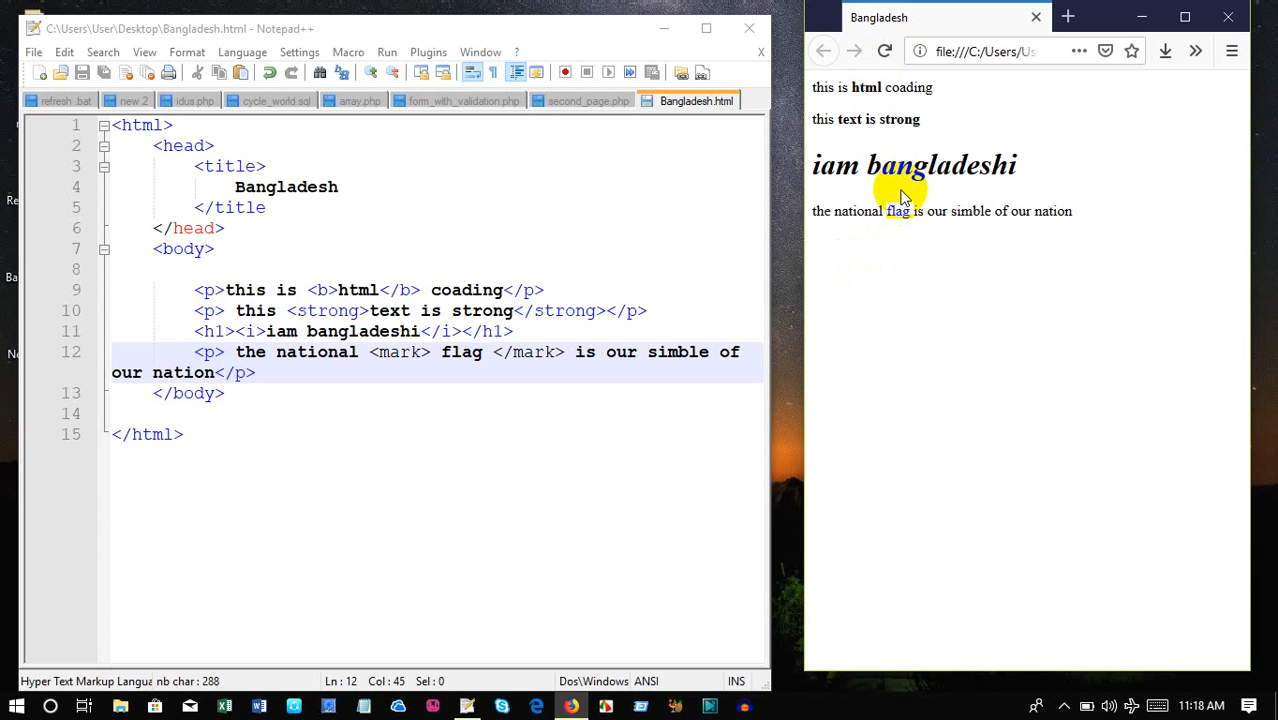 C:\Users\User\Desktop\Bangladesh.html - Notepad++
File Edit Search View Format Encoding Language Settings Macro Run Plugins Window ? X
refresh .bat new 2 idus.php cycle_world.sql array.php form_with_validation.php second_page.php Bangladesh.html
1 <html>
2 <head>
3 <title>
4 Bangladesh
5 </title
6 </head>
7 <body>
8
9 <p>this is <b>html</b> coading</p>
10 <p> this <strong>text is strong</strong></p>
11 <h1><i>iam bangladeshi</i></h1>
12 <p> the national <mark> flag </mark> is our simble of
our nation</p>
13 </body>
14
15 </html>
Hyper Text Markup Langua nb char : 288 Ln : 12 Col : 45 Sel : 0 Dos\Windows ANSI INS
Bangladesh
file:///C:/Users/Us
this is html coading
this text is strong
iam bangladeshi
the national flag is our simble of our nation
11:18 AM